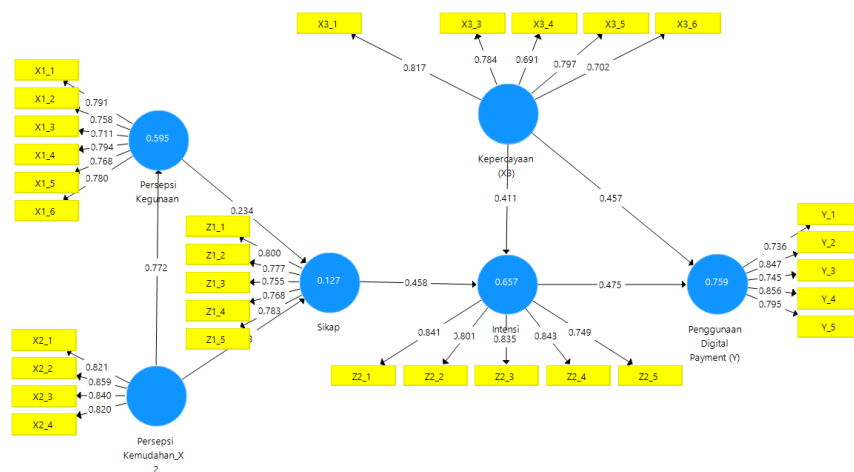 X3_1
X3_3
X3_4
X3_5
X3_6
0.817
0.784
0.691
0.797
0.702
X1_1
X1_2
X1_3
X1_4
X1_5
X1_6
0.791
0.758
0.711
0.794
0.768
0.780
0.595
Persepsi
Kegunaan
Kepercayaan
(X3)
0.234
0.411
0.457
0.772
Z1_1
Z1_2
Z1_3
Z1_4
Z1_5
0.800
0.777
0.755
0.768
0.783
0.127
Sikap
0.458
0.657
Intensi
0.475
0.759
Penggunaan
Digital
Payment (Y)
Y_1
Y_2
Y_3
Y_4
Y_5
0.736
0.847
0.745
0.856
0.795
X2_1
X2_2
X2_3
X2_4
0.821
0.859
0.840
0.820
Persepsi
Kemudahan_X
2
0.841
0.801
0.835
0.843
0.749
Z2_1
Z2_2
Z2_3
Z2_4
Z2_5